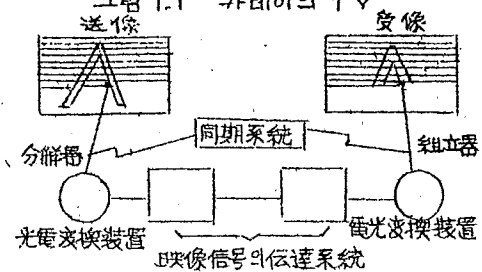 送像
受像
同期系統
分解器
組立器
光電変換装置
電光変換装置
映像信号의 伝達系統